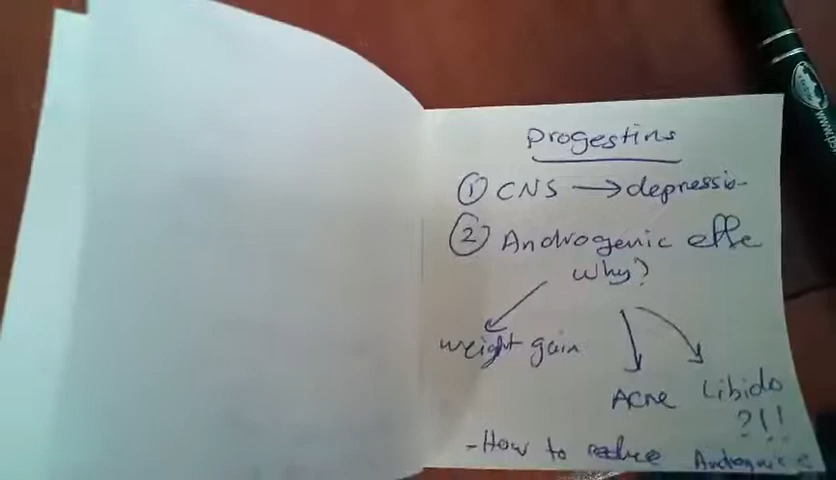 Progestins
① CNS → depressio-
② Androgenic effe
Why?
weight gain
Acne Libido
?!!
- How to reduce Androgenic e